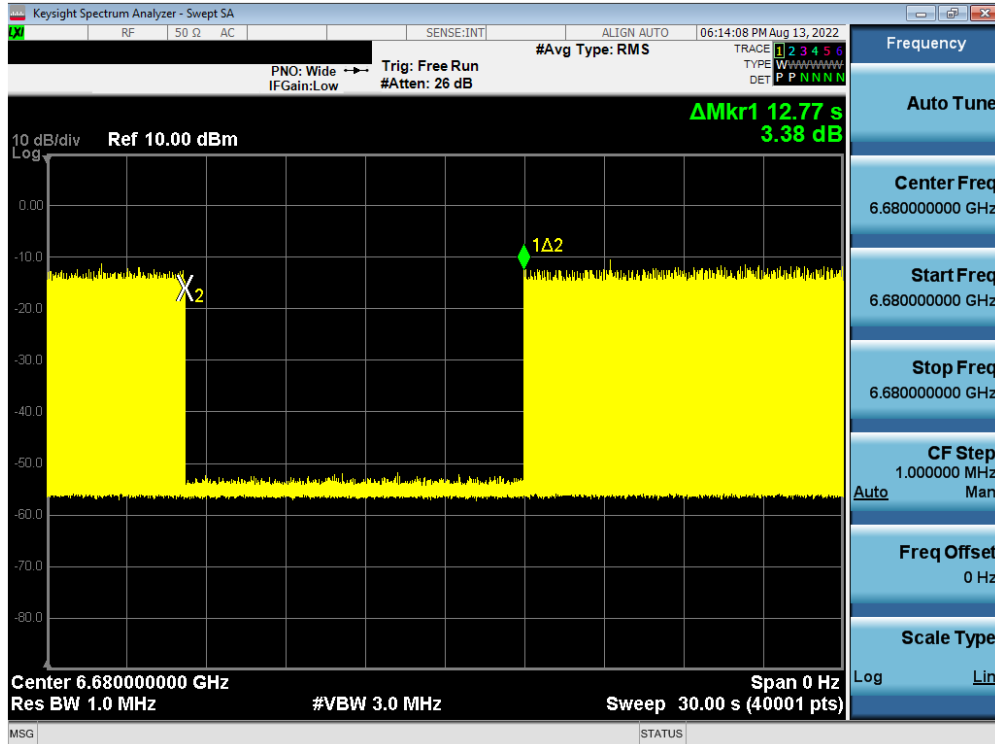 Keysight Spectrum Analyzer - Swept SA
LXI RF 50 Ω AC SENSE:INT ALIGN AUTO 06:14:08 PM Aug 13, 2022
#Avg Type: RMS TRACE 1 2 3 4 5 6
PNO: Wide Trig: Free Run TYPE WWWWWW
IFGain:Low #Atten: 26 dB DET P P N N N N
ΔMkr1 12.77 s
3.38 dB
10 dB/div Ref 10.00 dBm
Log
0.00
1Δ2
-10.0
2
-20.0
-30.0
-40.0
-50.0
-60.0
-70.0
-80.0
Center 6.680000000 GHz Span 0 Hz
Res BW 1.0 MHz #VBW 3.0 MHz Sweep 30.00 s (40001 pts)
MSG STATUS
Frequency
Auto Tune
Center Freq
6.680000000 GHz
Start Freq
6.680000000 GHz
Stop Freq
6.680000000 GHz
CF Step
1.000000 MHz
Auto Man
Freq Offset
0 Hz
Scale Type
Log Lin